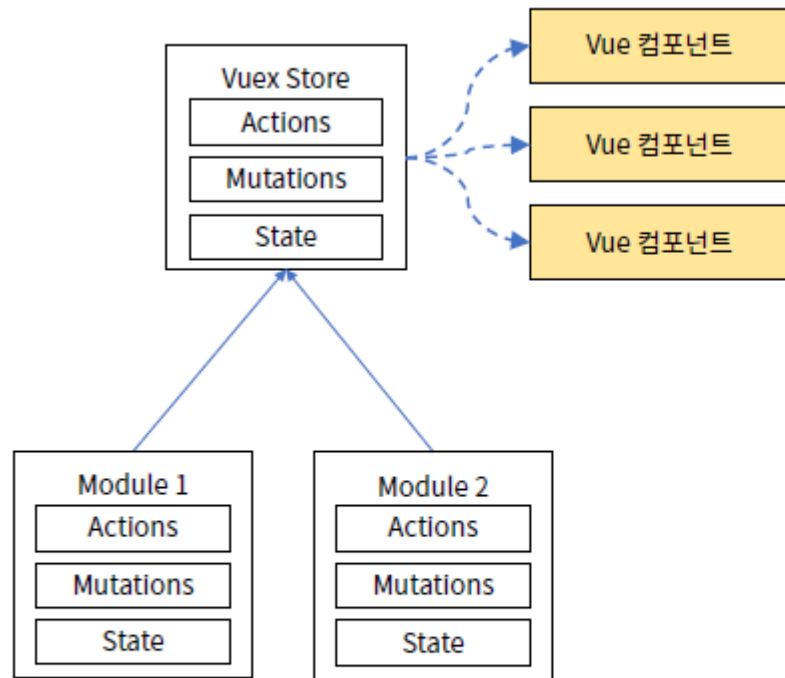 Vuex Store
Actions
Mutations
State
Vue 컴포넌트
Vue 컴포넌트
Vue 컴포넌트
Module 1
Actions
Mutations
State
Module 2
Actions
Mutations
State